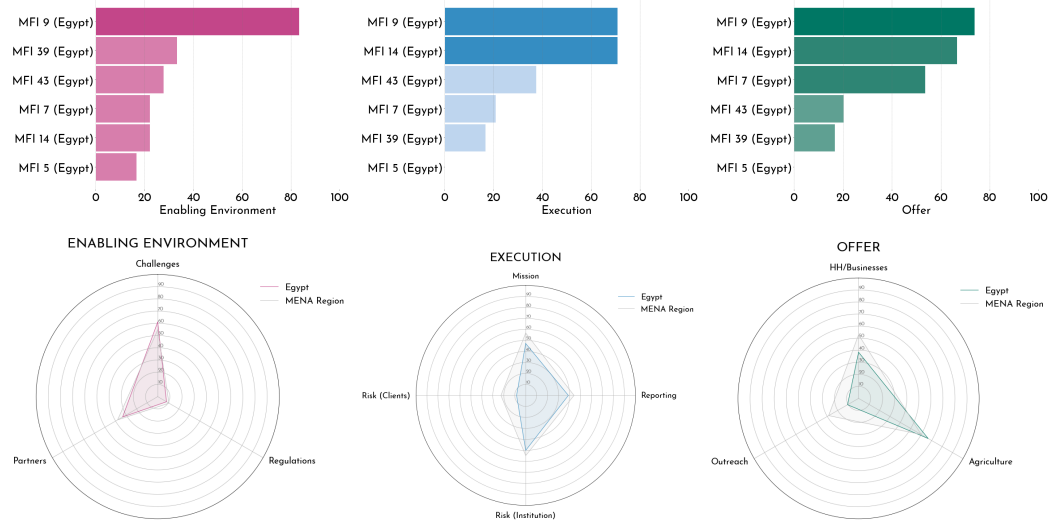 MFI 9 (Egypt)
MFI 39 (Egypt)
MFI 43 (Egypt)
MFI 7 (Egypt)
MFI 14 (Egypt)
MFI 5 (Egypt)
0 20 40 60 80 100
Enabling Environment
MFI 9 (Egypt)
MFI 14 (Egypt)
MFI 43 (Egypt)
MFI 7 (Egypt)
MFI 39 (Egypt)
MFI 5 (Egypt)
0 20 40 60 80 100
Execution
MFI 9 (Egypt)
MFI 14 (Egypt)
MFI 7 (Egypt)
MFI 43 (Egypt)
MFI 39 (Egypt)
MFI 5 (Egypt)
0 20 40 60 80 100
Offer
ENABLING ENVIRONMENT
Challenges
Egypt
MENA Region
Partners
Regulations
EXECUTION
Mission
Egypt
MENA Region
Risk (Clients)
Reporting
Risk (Institution)
OFFER
HH/Businesses
Egypt
MENA Region
Outreach
Agriculture